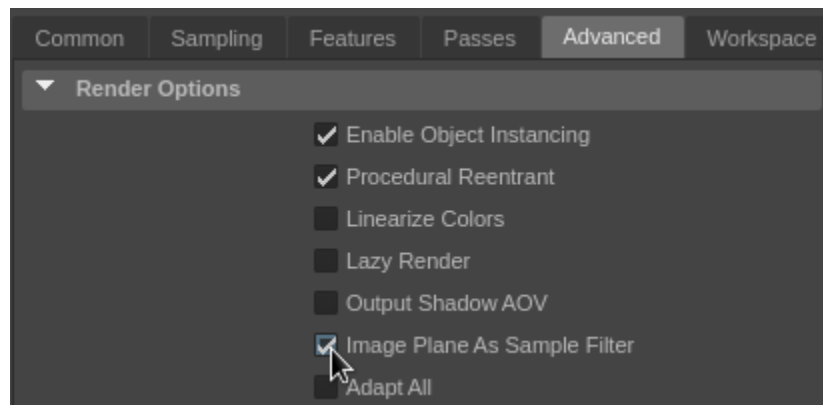 Common Sampling Features Passes Advanced Workspace
Render Options
Enable Object Instancing
Procedural Reentrant
Linearize Colors
Lazy Render
Output Shadow AOV
Image Plane As Sample Filter
Adapt All